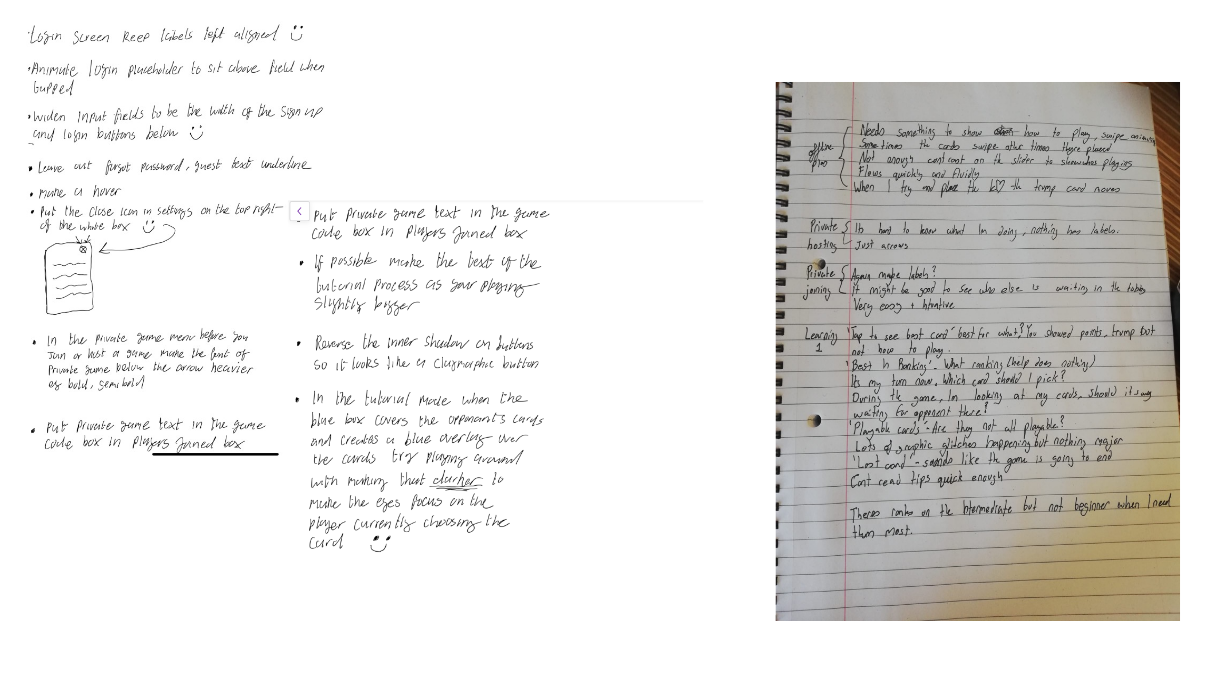 ·Login Screen keep labels left aligned
·Animate login placeholder to sit above field when
tapped
·widen input fields to be the width of the sign up
and login buttons below
• Leave out forgot password, guest text underline
• make a hover
• Put the close icon in settings on the top right
of the white box
• In the private game menu before you
Join or host a game make the font of
Private game below the arrow heavier
eg bold, semibold
• put Private game text in the game
code box in Players Joined box
• put Private game text in the game
code box in Players Joined box
• If possible make the text of the
tutorial process as your playing
slightly bigger
• Reverse the inner shadow on buttons
so it looks like a claymorphic button
• In the tutorial mode when the
blue box covers the opponant's cards
and creates a blue overlay over
the cards try playing around
with making that darker to
make the eyes focus on the
player currently choosing the
card
offline
Needs something to show how to play, swipe
Sometimes the cards swipe other times theyre placed
Not enough contrast on the slider to
Flows quickly and fluidly
When I try and place the the trump card moves
Private
hosting
Its hard to know what Im doing, nothing has labels.
Just arrows
Private
joining
Again maybe labels?
It might be good to see who else is waiting in the lobby
Very easy + intuitive
Learning
1
'Tap to see best card' best for what? You showed points, trump but
not how to play.
'Best in Ranking'- What ranking (help does nothing)
Its my turn now, Which card should I pick?
During the game, Im looking at my cards, should it say
waiting for opponent there?
'Playable cards'- Are they not all playable?
Lots of graphic glitches happening but nothing major
'Lost card' - sounds like the game is going to end
Cant read tips quick enough
Theres ranks on the Intermediate but not beginner when I need
them most.